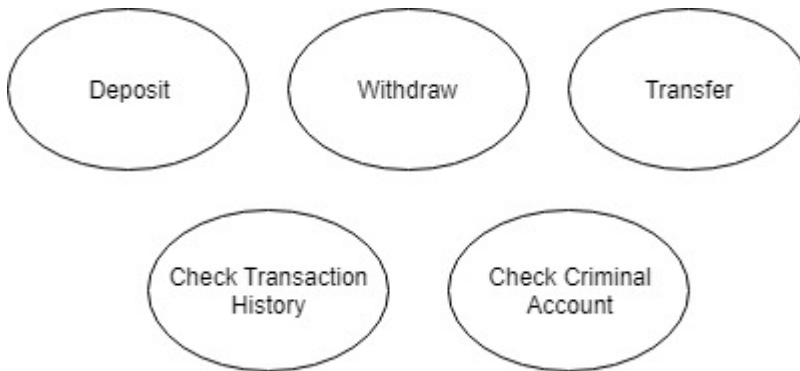 Deposit
Withdraw
Transfer
Check Transaction
History
Check Criminal
Account